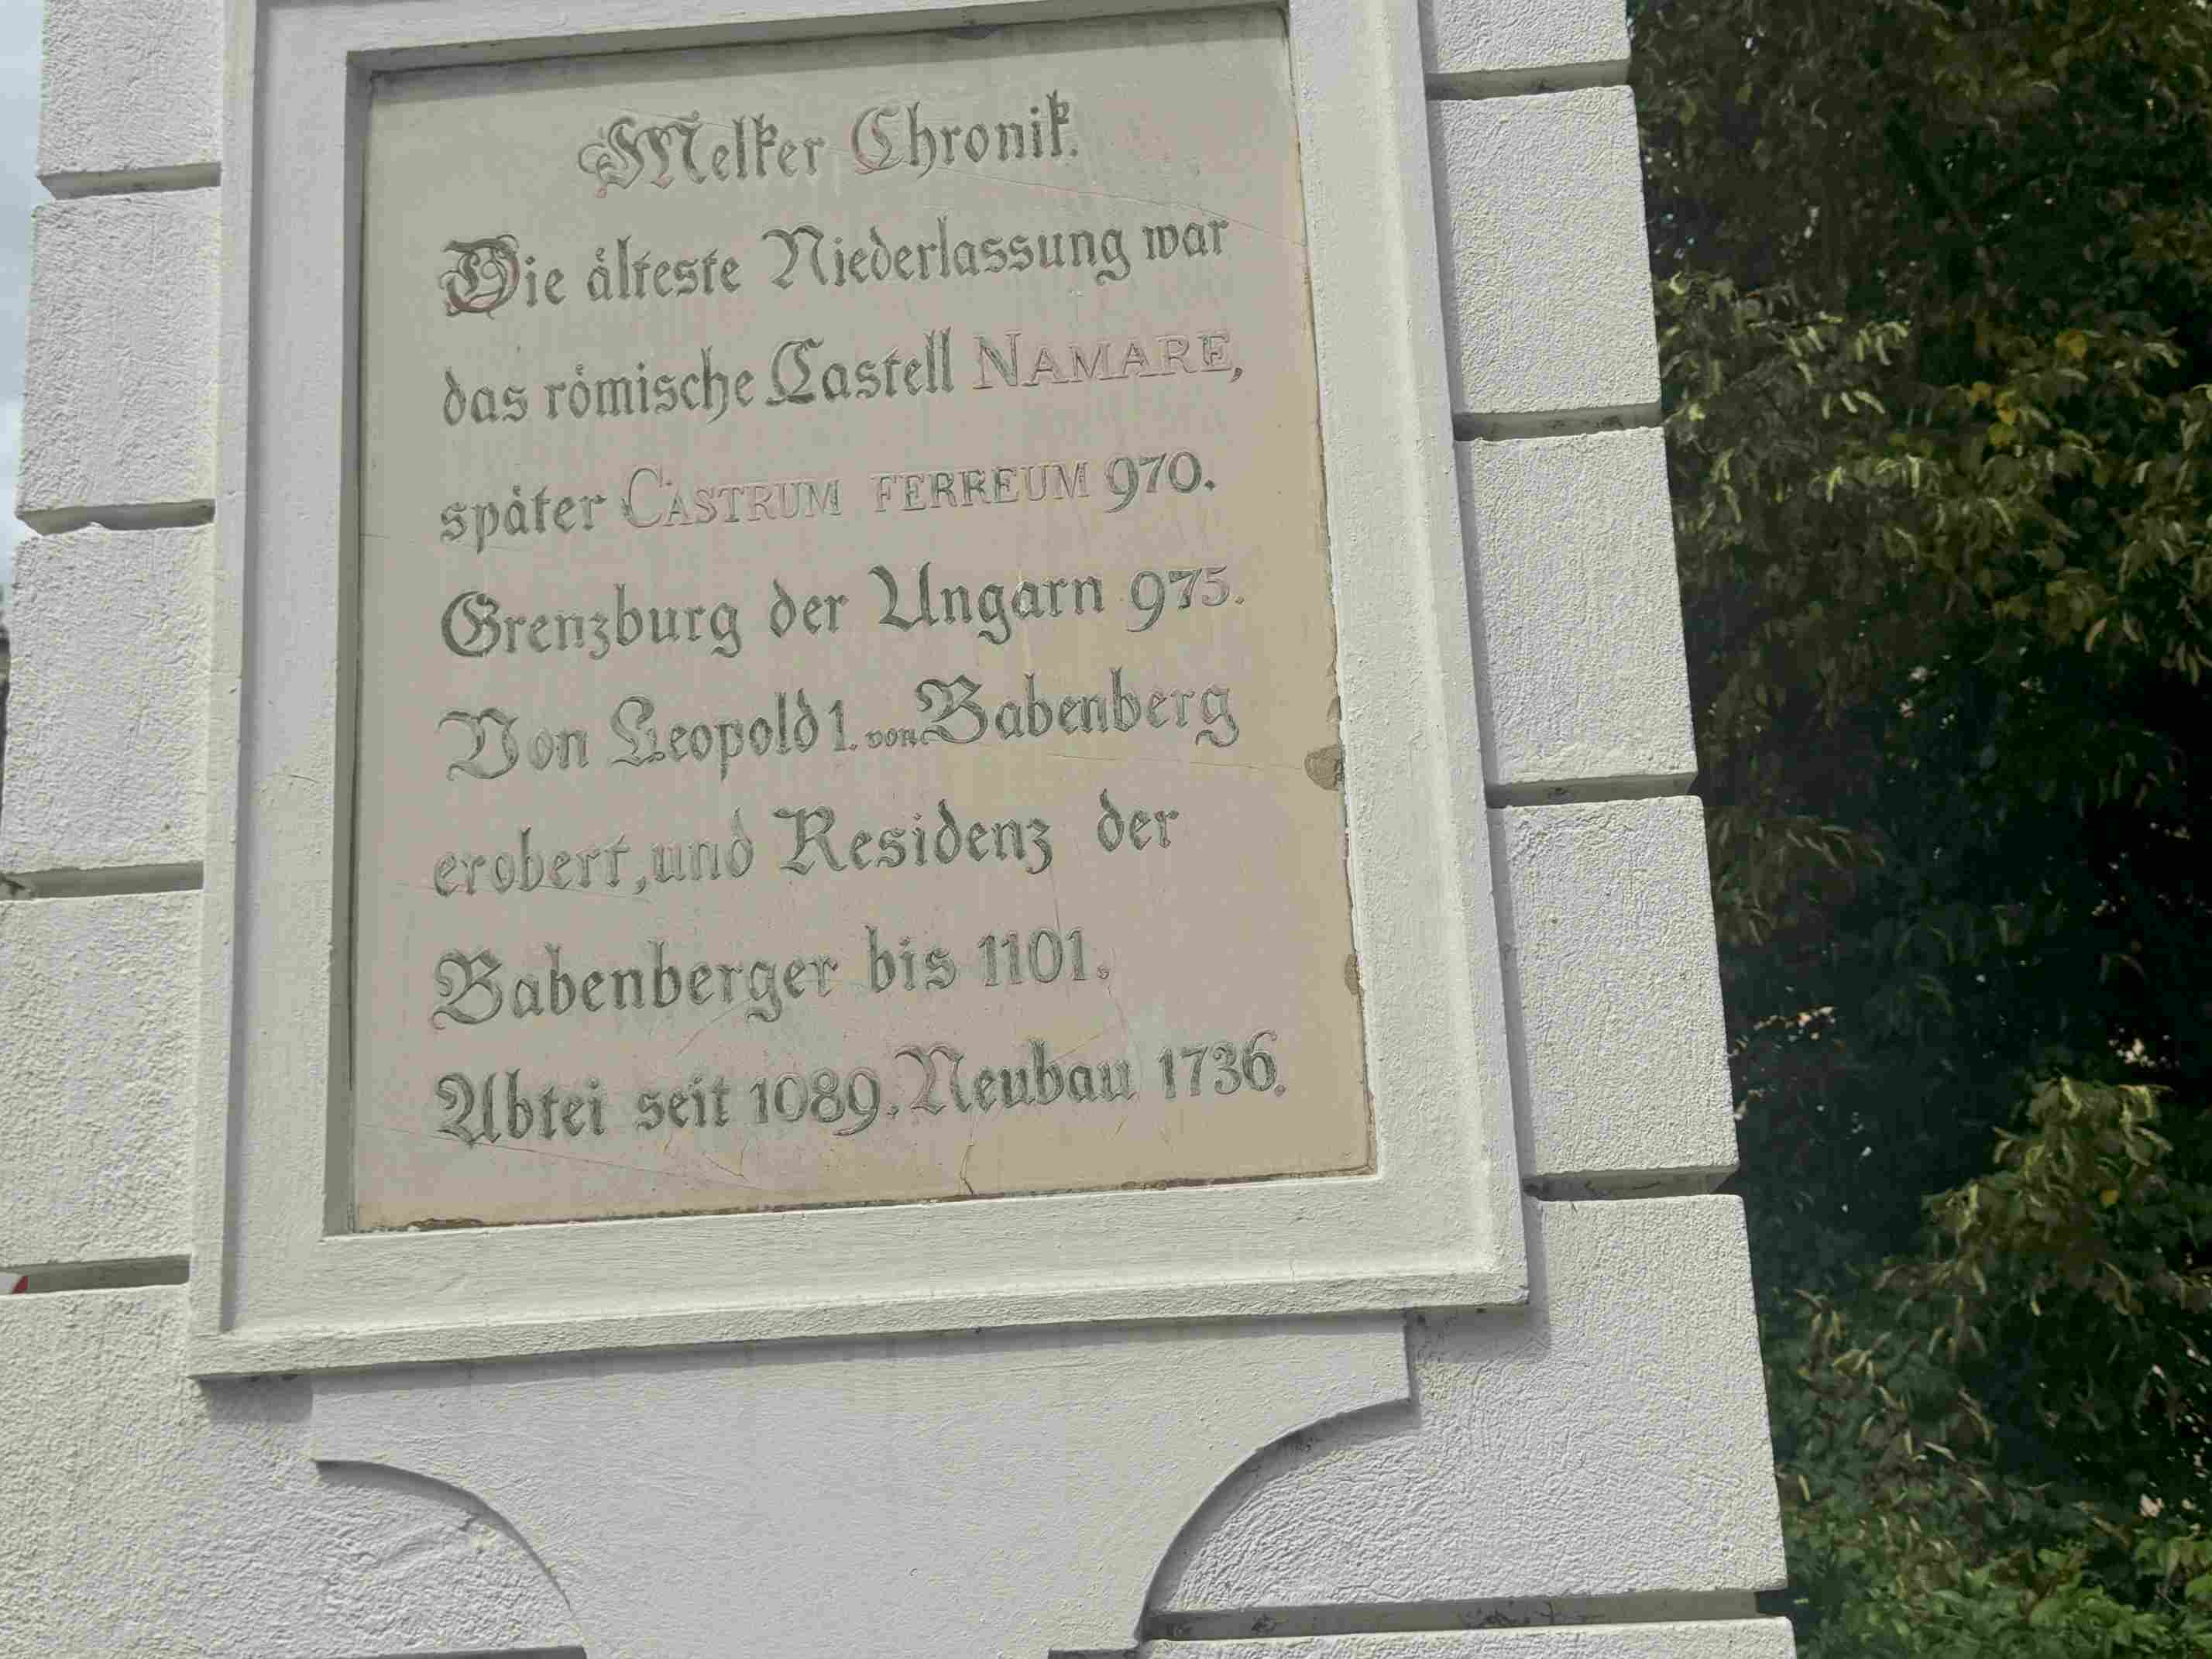 Melker Chronik.
Die älteste Niederlassung war
das römische Castell NAMARE,
später CASTRUM FERREUM 970.
Grenzburg der Ungarn 975.
Von Leopold 1. von Babenberg
erobert, und Residenz der
Babenberger bis 1101.
Abtei seit 1089. Neubau 1736.